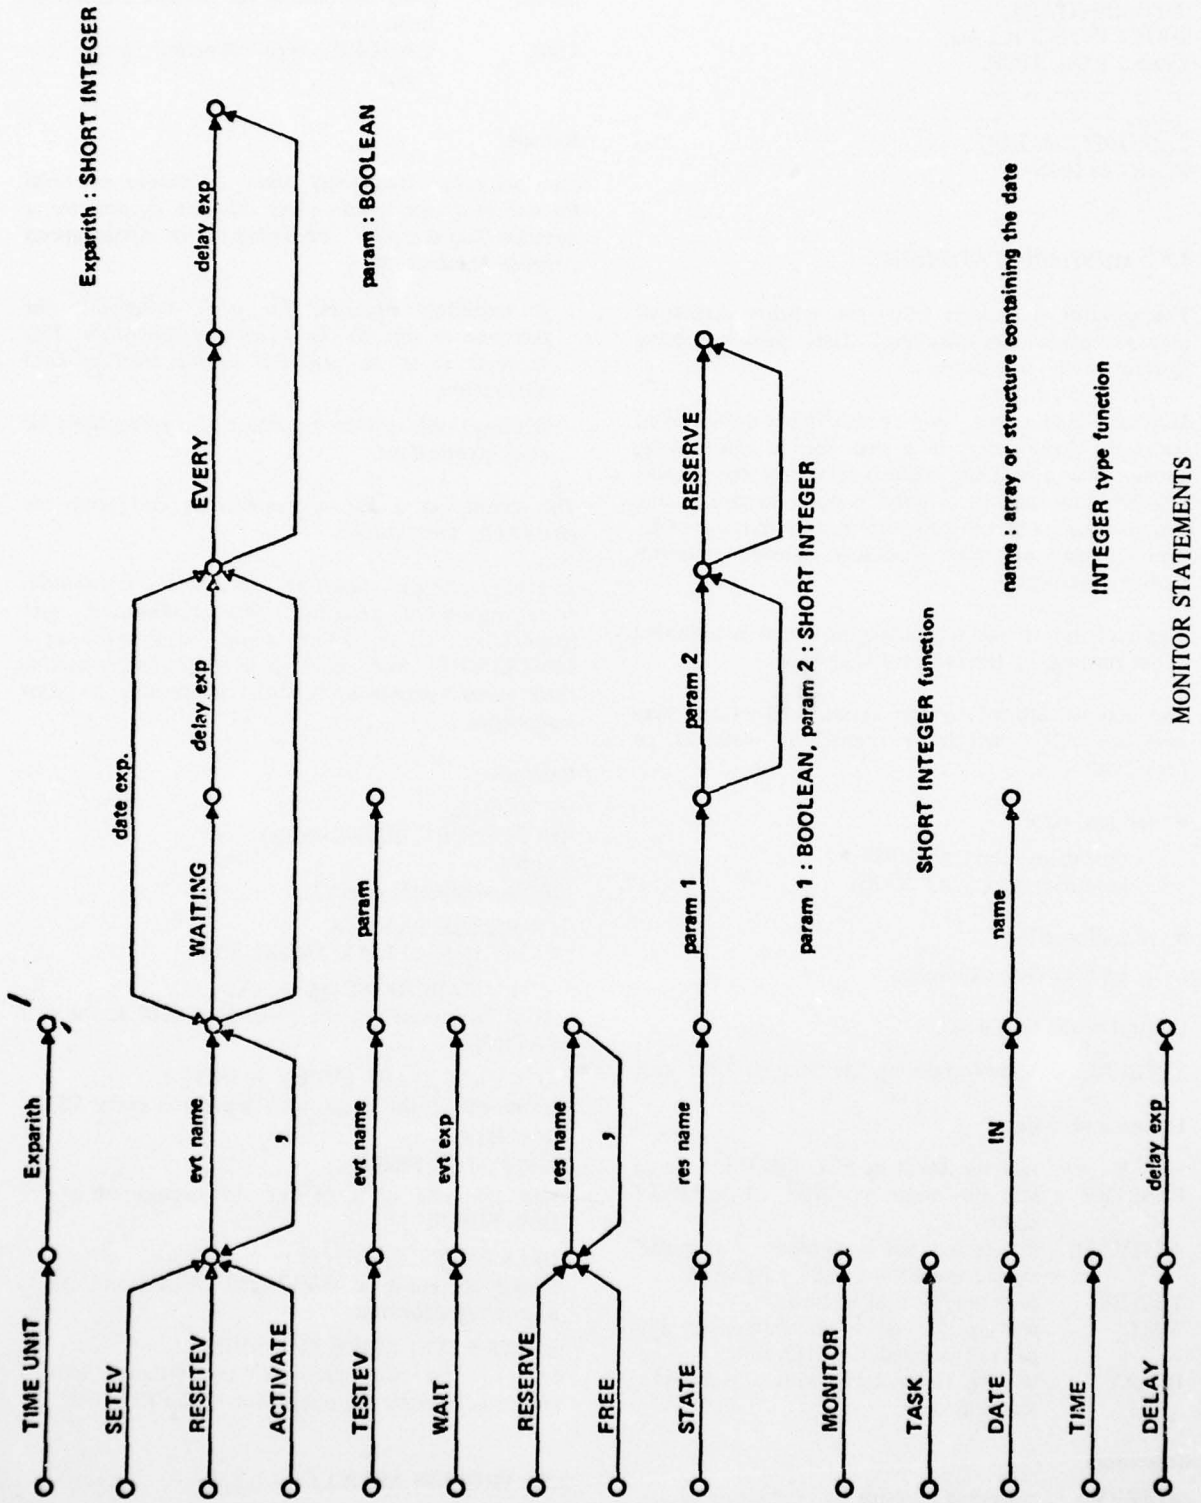 TIME UNIT Exparith Exparith : SHORT INTEGER
date exp.
SETEV
RESETEV evt name WAITING delay exp EVERY delay exp
ACTIVATE ,
TESTEV evt name param param : BOOLEAN
WAIT evt exp
RESERVE res name
FREE ,
STATE res name param 1 param 2 RESERVE
param 1 : BOOLEAN, param 2 : SHORT INTEGER
MONITOR
TASK SHORT INTEGER function
DATE IN name name : array or structure containing the date
TIME INTEGER type function
DELAY delay exp
MONITOR STATEMENTS